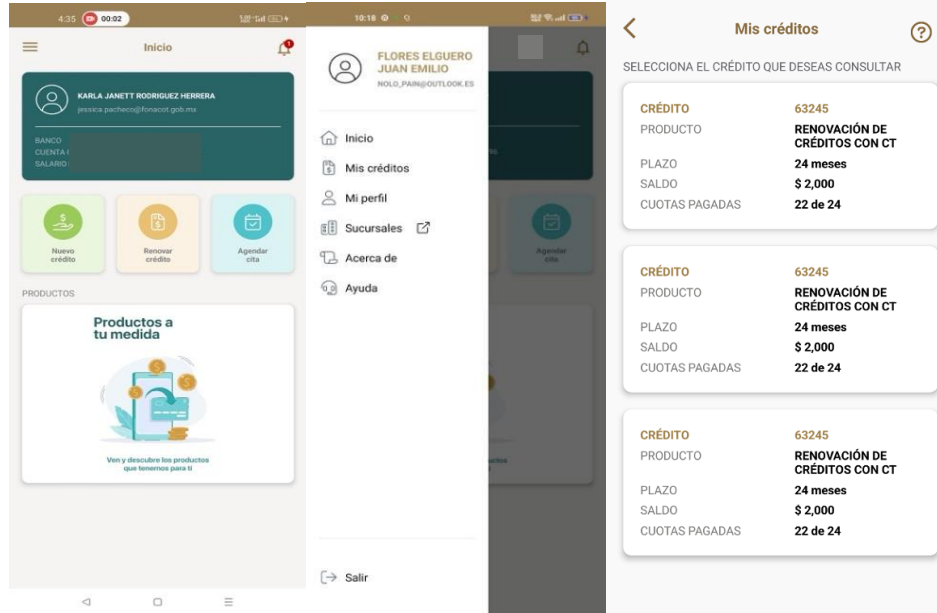 4:35 00:02
Inicio
KARLA JANETT RODRIGUEZ HERRERA
jessica.pacheco@fonacot.gob.mx
BANCO
CUENTA
SALARIO
Nuevo
crédito
Renovar
crédito
Agendar
cita
PRODUCTOS
Productos a
tu medida
Ven y descubre los productos
que tenemos para ti
10:18
FLORES ELGUERO
JUAN EMILIO
NOLO_PAIN@OUTLOOK.ES
Inicio
Mis créditos
Mi perfil
Sucursales
Acerca de
Ayuda
Salir
Agendar
cita
Mis créditos
SELECCIONA EL CRÉDITO QUE DESEAS CONSULTAR
CRÉDITO 63245
PRODUCTO RENOVACIÓN DE
CRÉDITOS CON CT
PLAZO 24 meses
SALDO $ 2,000
CUOTAS PAGADAS 22 de 24
CRÉDITO 63245
PRODUCTO RENOVACIÓN DE
CRÉDITOS CON CT
PLAZO 24 meses
SALDO $ 2,000
CUOTAS PAGADAS 22 de 24
CRÉDITO 63245
PRODUCTO RENOVACIÓN DE
CRÉDITOS CON CT
PLAZO 24 meses
SALDO $ 2,000
CUOTAS PAGADAS 22 de 24